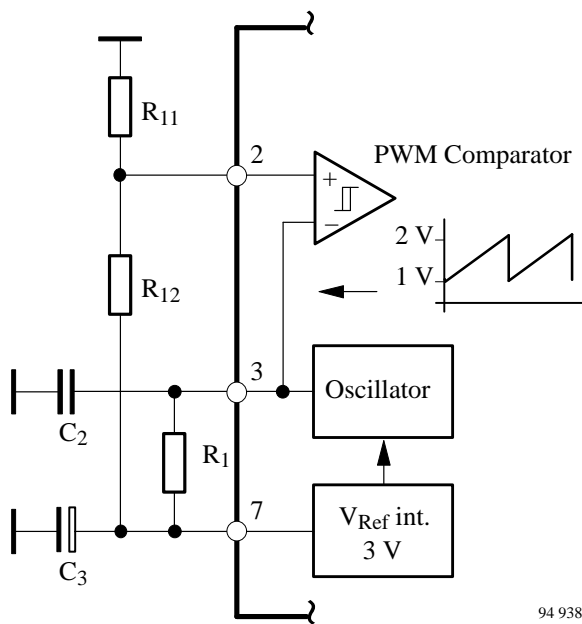 R11
2
PWM Comparator
+
−
2 V
1 V
R12
3
Oscillator
C2
R1
7
VRef int.
3 V
C3
94 938